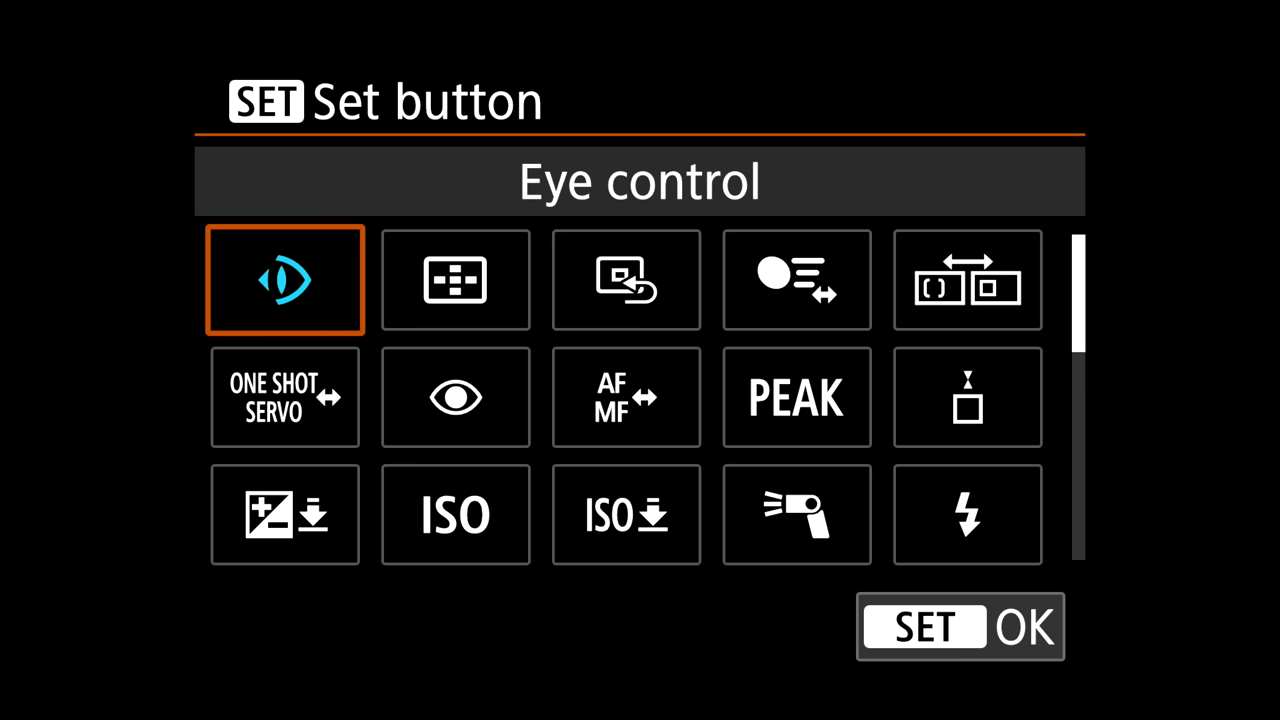 SET Set button
Eye control
ONE SHOT
SERVO
AF
MF
PEAK
ISO
ISO
SET OK